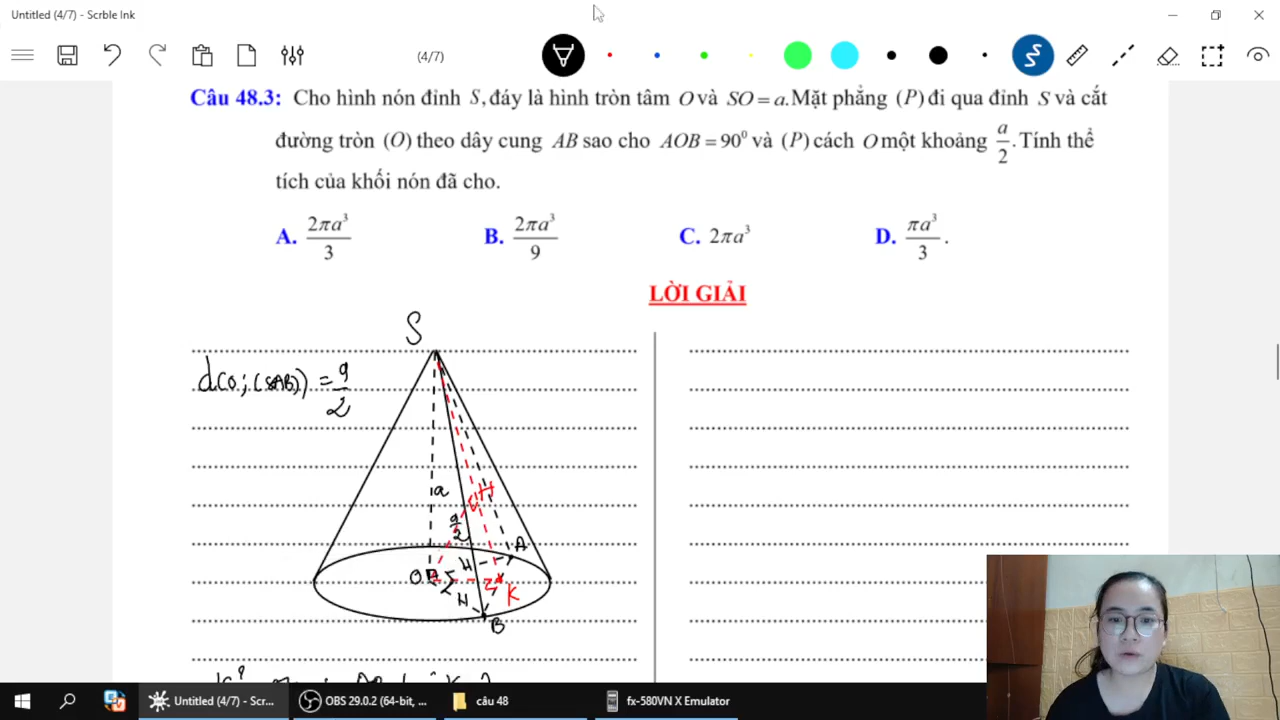 Untitled (4/7) - Scrble Ink
(4/7)
Câu 48.3: Cho hình nón đỉnh S, đáy là hình tròn tâm O và SO = a. Mặt phẳng (P) đi qua đỉnh S và cắt
đường tròn (O) theo dây cung AB sao cho AOB = 90⁰ và (P) cách O một khoảng a/2. Tính thể
tích của khối nón đã cho.
A. 2πa³/3 B. 2πa³/9 C. 2πa³ D. πa³/3.
LỜI GIẢI
S
d(O; (SAB)) = a/2
a
H
a/2
A
O
K
B
Untitled (4/7) - Scr...
OBS 29.0.2 (64-bit, ...
câu 48
fx-580VN X Emulator